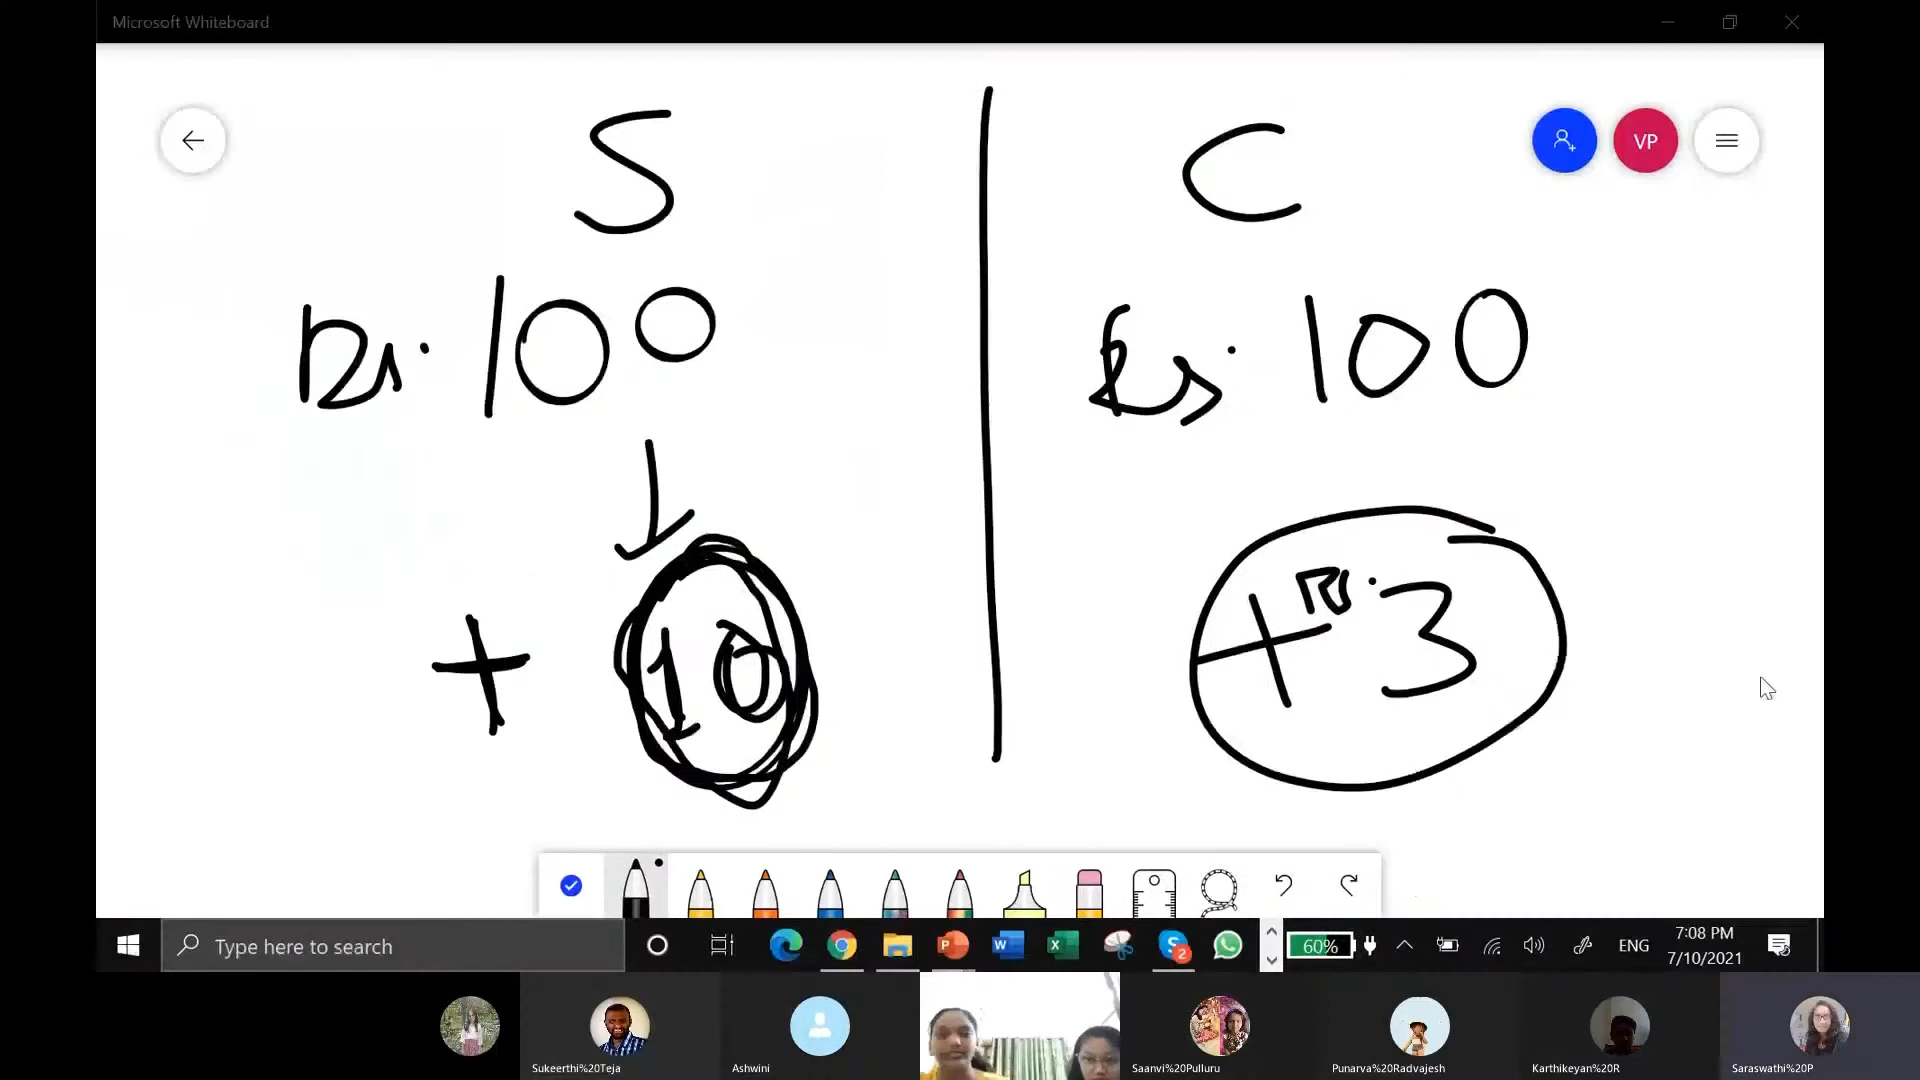 Microsoft Whiteboard
S
C
VP
Rs. 100
Rs. 100
+ 10
+ Rs. 3
Type here to search
2
60%
ENG
7:08 PM
7/10/2021
Sukeerthi%20Teja
Ashwini
Saanvi%20Pulluru
Punarva%20Radvajesh
Karthikeyan%20R
Saraswathi%20P